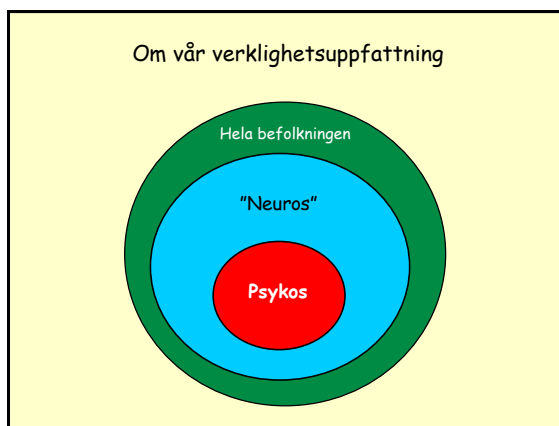 Om vår verklighetsuppfattning
Hela befolkningen
”Neuros”
Psykos